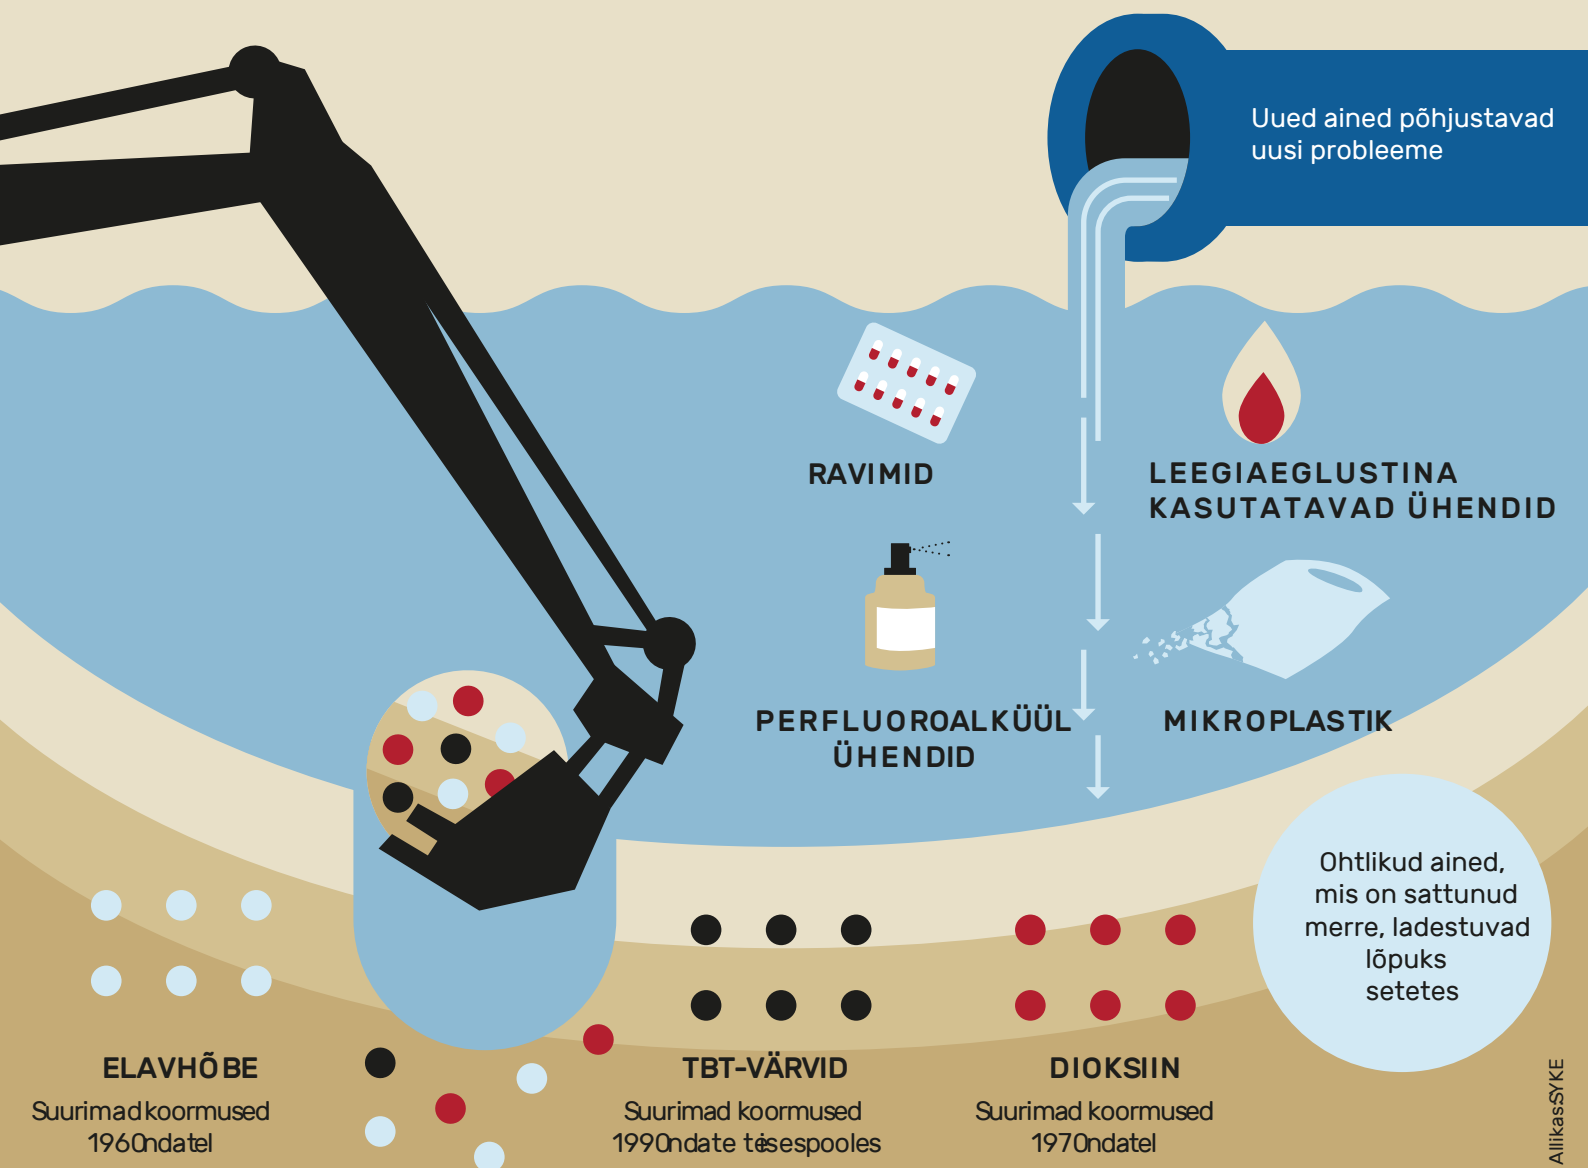 Uued ained põhjustavad
uusi probleeme
RAVIMID
LEEGIAEGLUSTINA
KASUTATAVAD ÜHENDID
PERFLUOROALKÜÜL
ÜHENDID
MIKROPLASTIK
Ohtlikud ained,
mis on sattunud
merre, ladestuvad
lõpuks
setetes
ELAVHÕBE
Suurimad koormused
1960ndatel
TBT-VÄRVID
Suurimad koormused
1990ndate teisespooles
DIOKSIIN
Suurimad koormused
1970ndatel
Allikas:SYKE